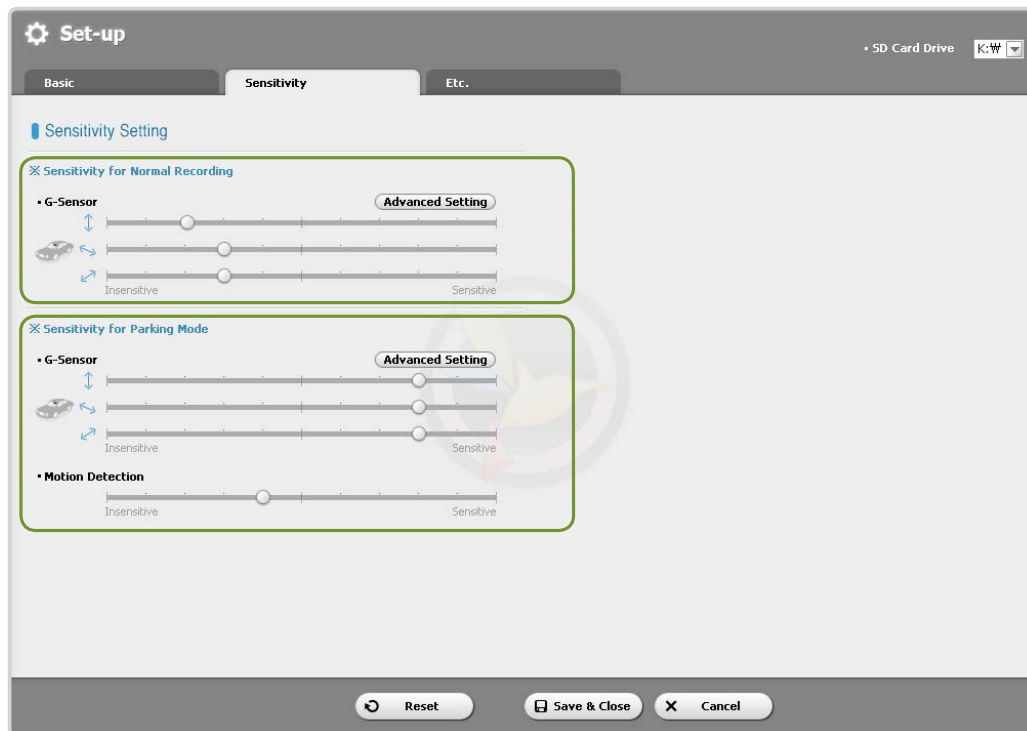 Set-up
• SD Card Drive K:₩
Basic Sensitivity Etc.
Sensitivity Setting
※ Sensitivity for Normal Recording
• G-Sensor Advanced Setting
Insensitive Sensitive
※ Sensitivity for Parking Mode
• G-Sensor Advanced Setting
Insensitive Sensitive
• Motion Detection
Insensitive Sensitive
Reset Save & Close X Cancel